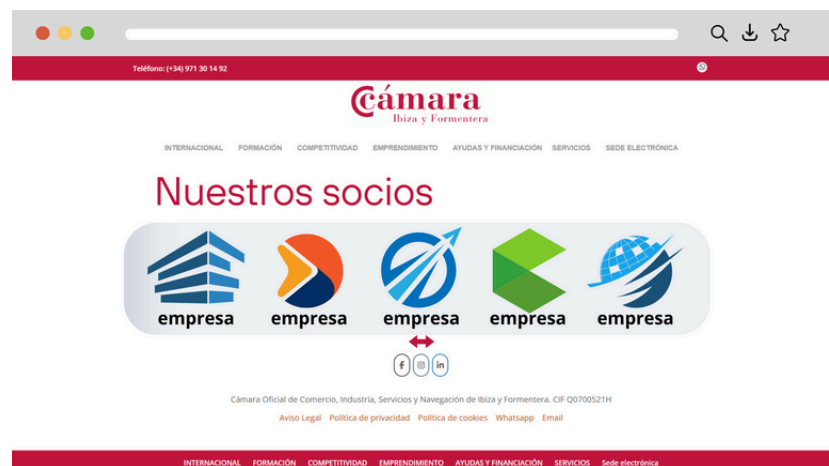 Teléfono: (+34) 971 30 14 92
Cámara
Ibiza y Formentera
INTERNACIONAL FORMACIÓN COMPETITIVIDAD EMPRENDIMIENTO AYUDAS Y FINANCIACIÓN SERVICIOS SEDE ELECTRÓNICA
Nuestros socios
empresa empresa empresa empresa empresa
Cámara Oficial de Comercio, Industria, Servicios y Navegación de Ibiza y Formentera. CIF Q0700521H
Aviso Legal Política de privacidad Política de cookies Whatsapp Email
INTERNACIONAL FORMACIÓN COMPETITIVIDAD EMPRENDIMIENTO AYUDAS Y FINANCIACIÓN SERVICIOS Sede electrónica